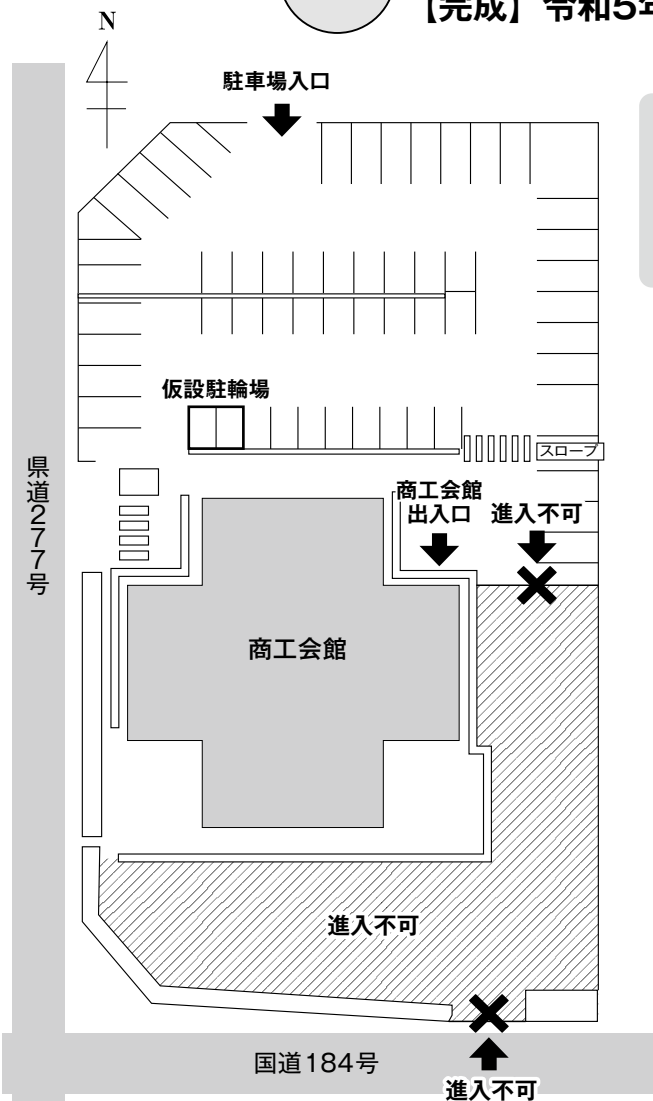 【完成】令和5年
N
駐車場入口
仮設駐輪場
スロープ
県道277号
商工会館
出入口
進入不可
商工会館
進入不可
国道184号
進入不可